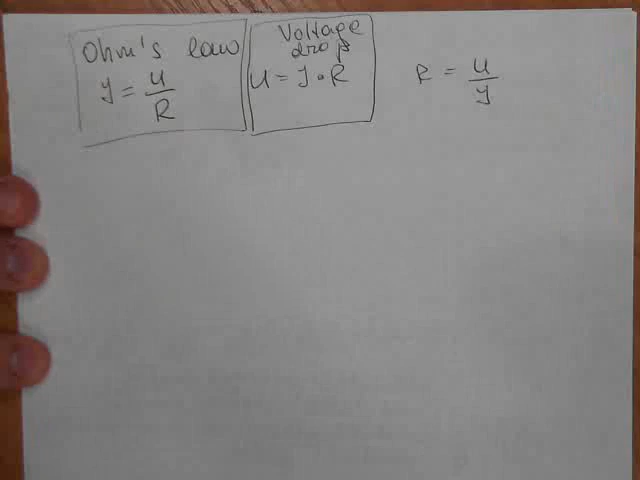 Ohm's law
J = U/R
Voltage
drop
U = J • R
R = U/J